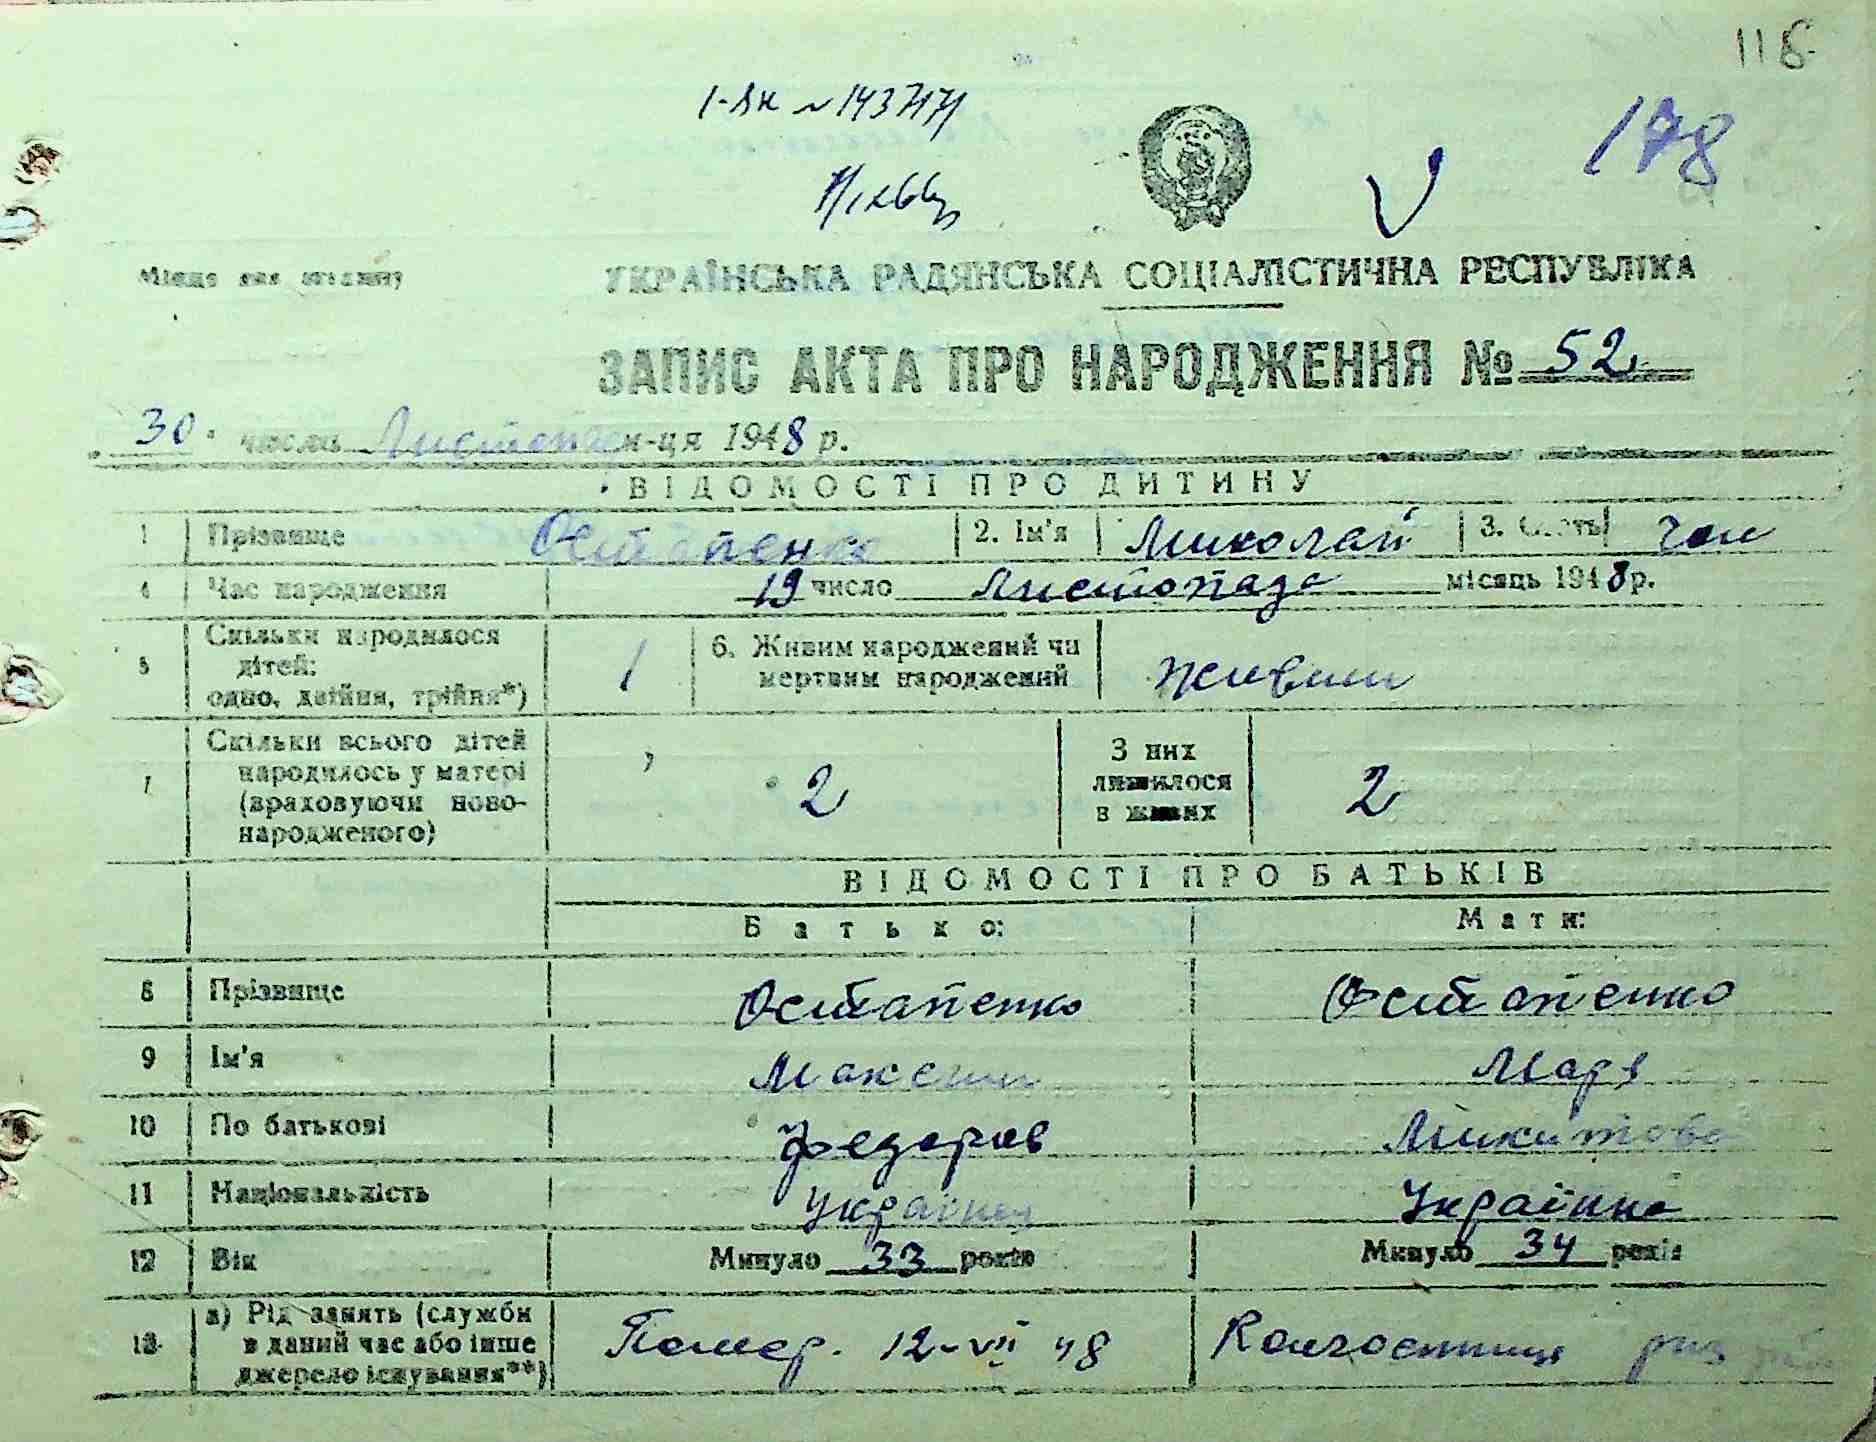 118
178
Місце для штампу
УКРАЇНСЬКА РАДЯНСЬКА СОЦІАЛІСТИЧНА РЕСПУБЛІКА
ЗАПИС АКТА ПРО НАРОДЖЕННЯ № 52
30 числа Листопада м-ця 1948 р.
ВІДОМОСТІ ПРО ДИТИНУ
1 Прізвище Остапенко 2. Ім'я Миколай 3. Стать чол
4 Час народження 19 число Листопада місяць 1948 р.
5 Скільки народилося дітей: одно, двійня, трійня*) 1 6. Живим народжений чи мертвим народжений живим
7 Скільки всього дітей народилось у матері (враховуючи новонародженого) 2 З них лишилося в живих 2
ВІДОМОСТІ ПРО БАТЬКІВ
Батько: Мати:
8 Прізвище Остапенко Остапенко
9 Ім'я Максим Марія
10 По батькові Федоров Микитова
11 Національність Українец Українка
12 Вік Минуло 33 років Минуло 34 років
13 а) Рід занять (служби в даний час або інше джерело існування**) Помер. 12-VII 48 Колгоспниця